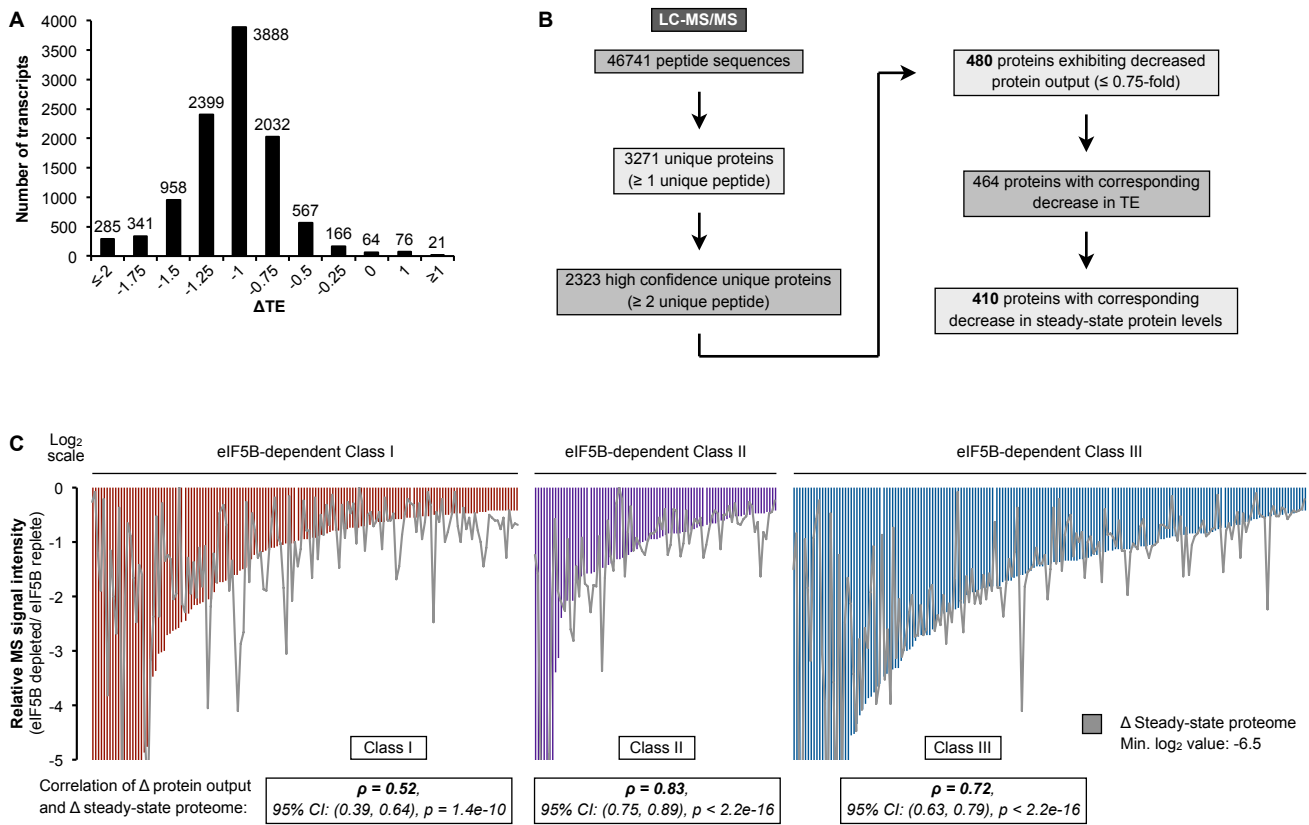 A
Number of transcripts
4000
3500
3000
2500
2000
1500
1000
500
0
285
341
958
2399
3888
2032
567
166
64
76
21
≤-2
-1.75
-1.5
-1.25
-1
-0.75
-0.5
-0.25
0
1
≥1
ΔTE
B
LC-MS/MS
46741 peptide sequences
3271 unique proteins
(≥ 1 unique peptide)
2323 high confidence unique proteins
(≥ 2 unique peptide)
480 proteins exhibiting decreased
protein output (≤ 0.75-fold)
464 proteins with corresponding
decrease in TE
410 proteins with corresponding
decrease in steady-state protein levels
C
Log2
scale
eIF5B-dependent Class I
eIF5B-dependent Class II
eIF5B-dependent Class III
Relative MS signal intensity
(eIF5B depleted/ eIF5B replete)
0
-1
-2
-3
-4
-5
Class I
Class II
Class III
Δ Steady-state proteome
Min. log2 value: -6.5
Correlation of Δ protein output
and Δ steady-state proteome:
ρ = 0.52,
95% CI: (0.39, 0.64), p = 1.4e-10
ρ = 0.83,
95% CI: (0.75, 0.89), p < 2.2e-16
ρ = 0.72,
95% CI: (0.63, 0.79), p < 2.2e-16